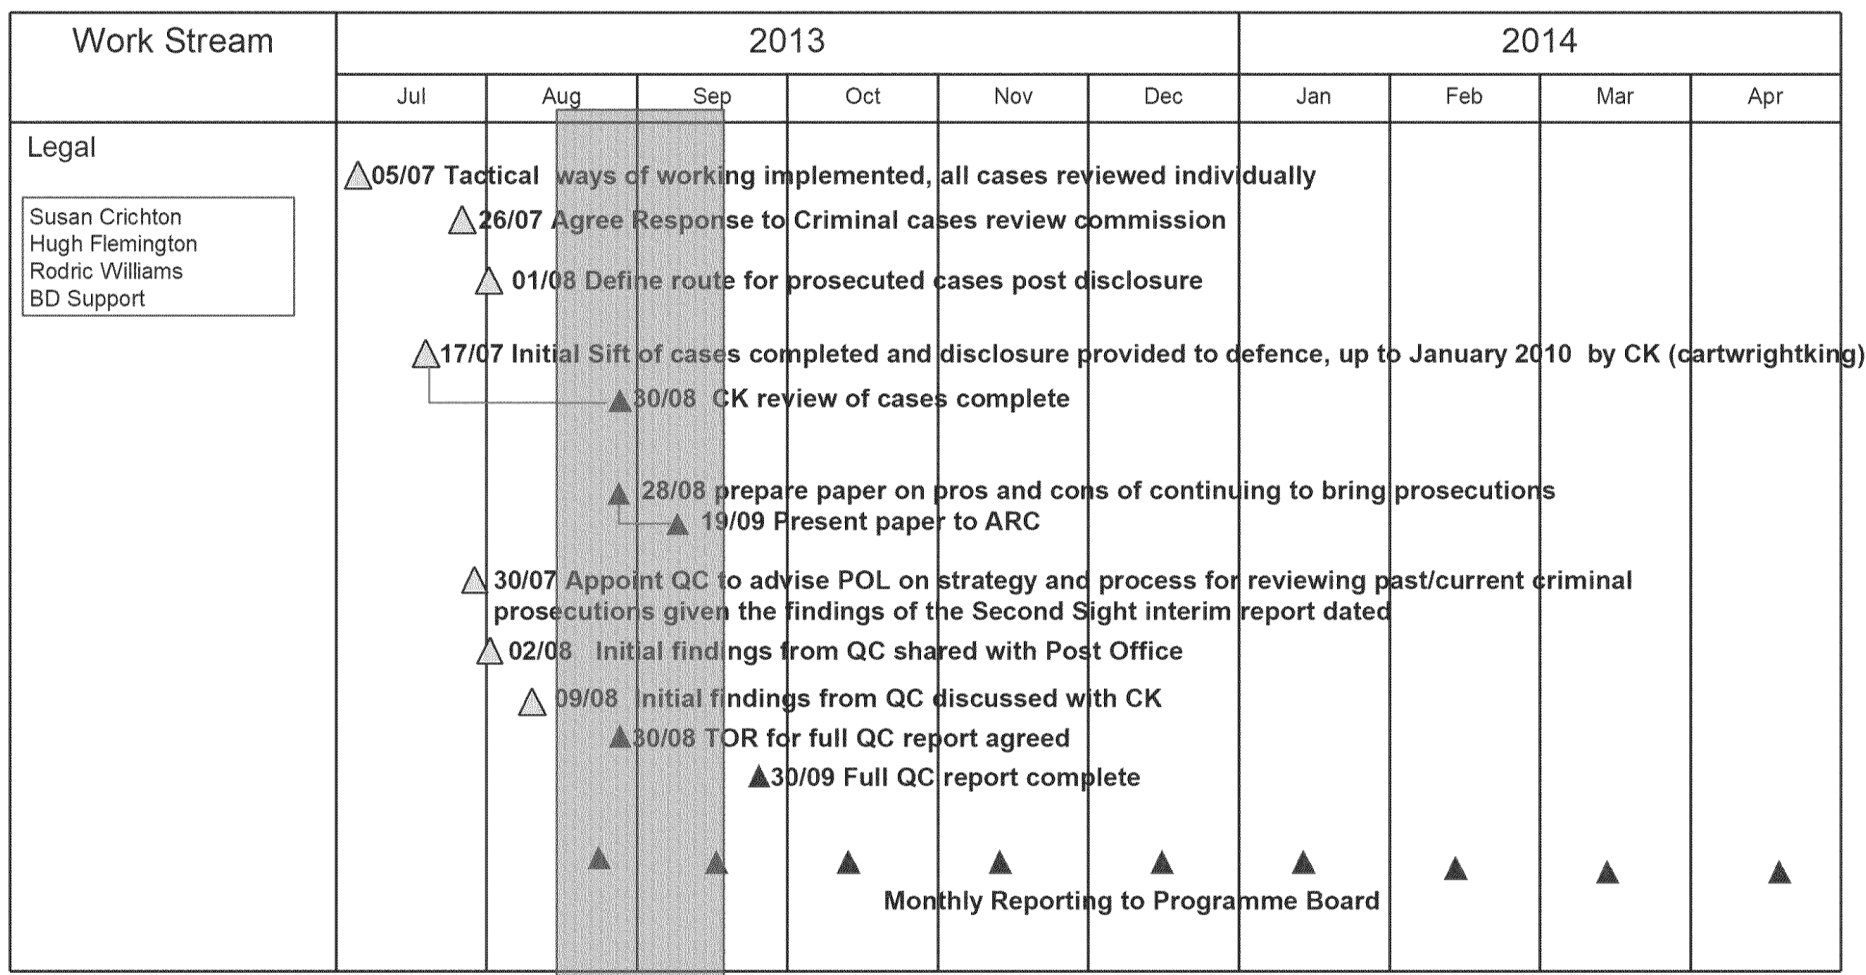 Work Stream
2013
2014
Jul
Aug
Sep
Oct
Nov
Dec
Jan
Feb
Mar
Apr
Legal
Susan Crichton
Hugh Flemington
Rodric Williams
BD Support
05/07 Tactical ways of working implemented, all cases reviewed individually
26/07 Agree Response to Criminal cases review commission
01/08 Define route for prosecuted cases post disclosure
17/07 Initial Sift of cases completed and disclosure provided to defence, up to January 2010 by CK (cartwrightking)
30/08 CK review of cases complete
28/08 prepare paper on pros and cons of continuing to bring prosecutions
19/09 Present paper to ARC
30/07 Appoint QC to advise POL on strategy and process for reviewing past/current criminal
prosecutions given the findings of the Second Sight interim report dated
02/08 Initial findings from QC shared with Post Office
09/08 Initial findings from QC discussed with CK
30/08 TOR for full QC report agreed
30/09 Full QC report complete
Monthly Reporting to Programme Board